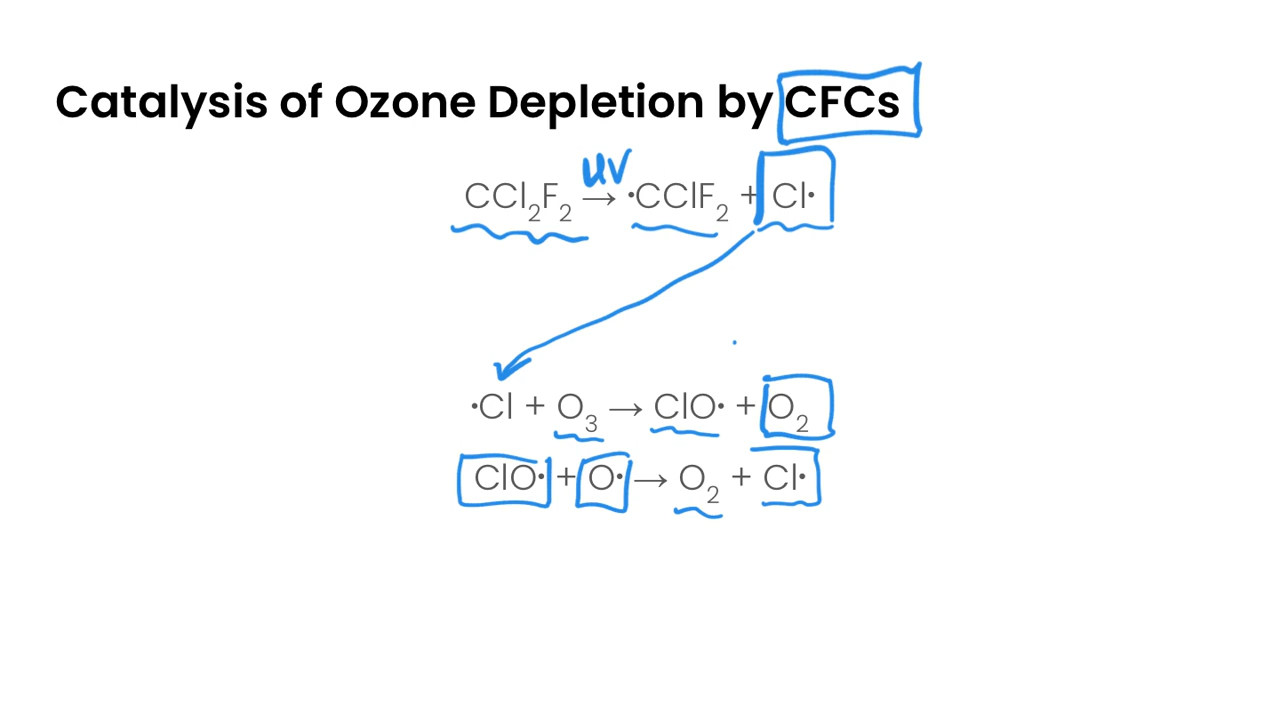 Catalysis of Ozone Depletion by CFCs
UV
CCl₂F₂ → •CClF₂ + Cl•
•Cl + O₃ → ClO• + O₂
ClO• + O• → O₂ + Cl•